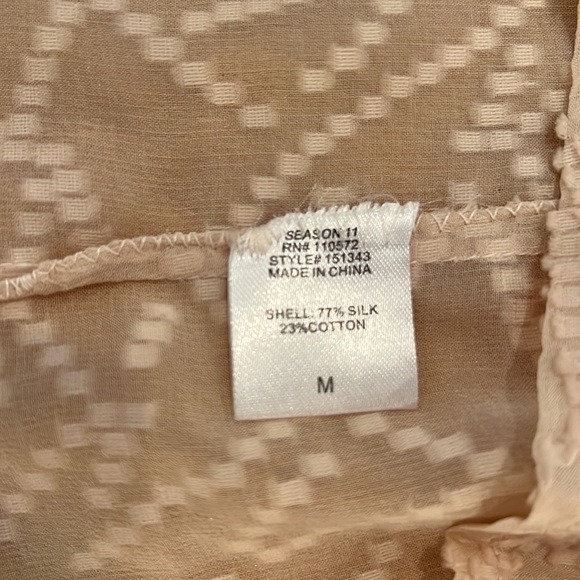 SEASON 11
RN# 110572
STYLE# 151343
MADE IN CHINA
SHELL: 77% SILK
23%COTTON
M